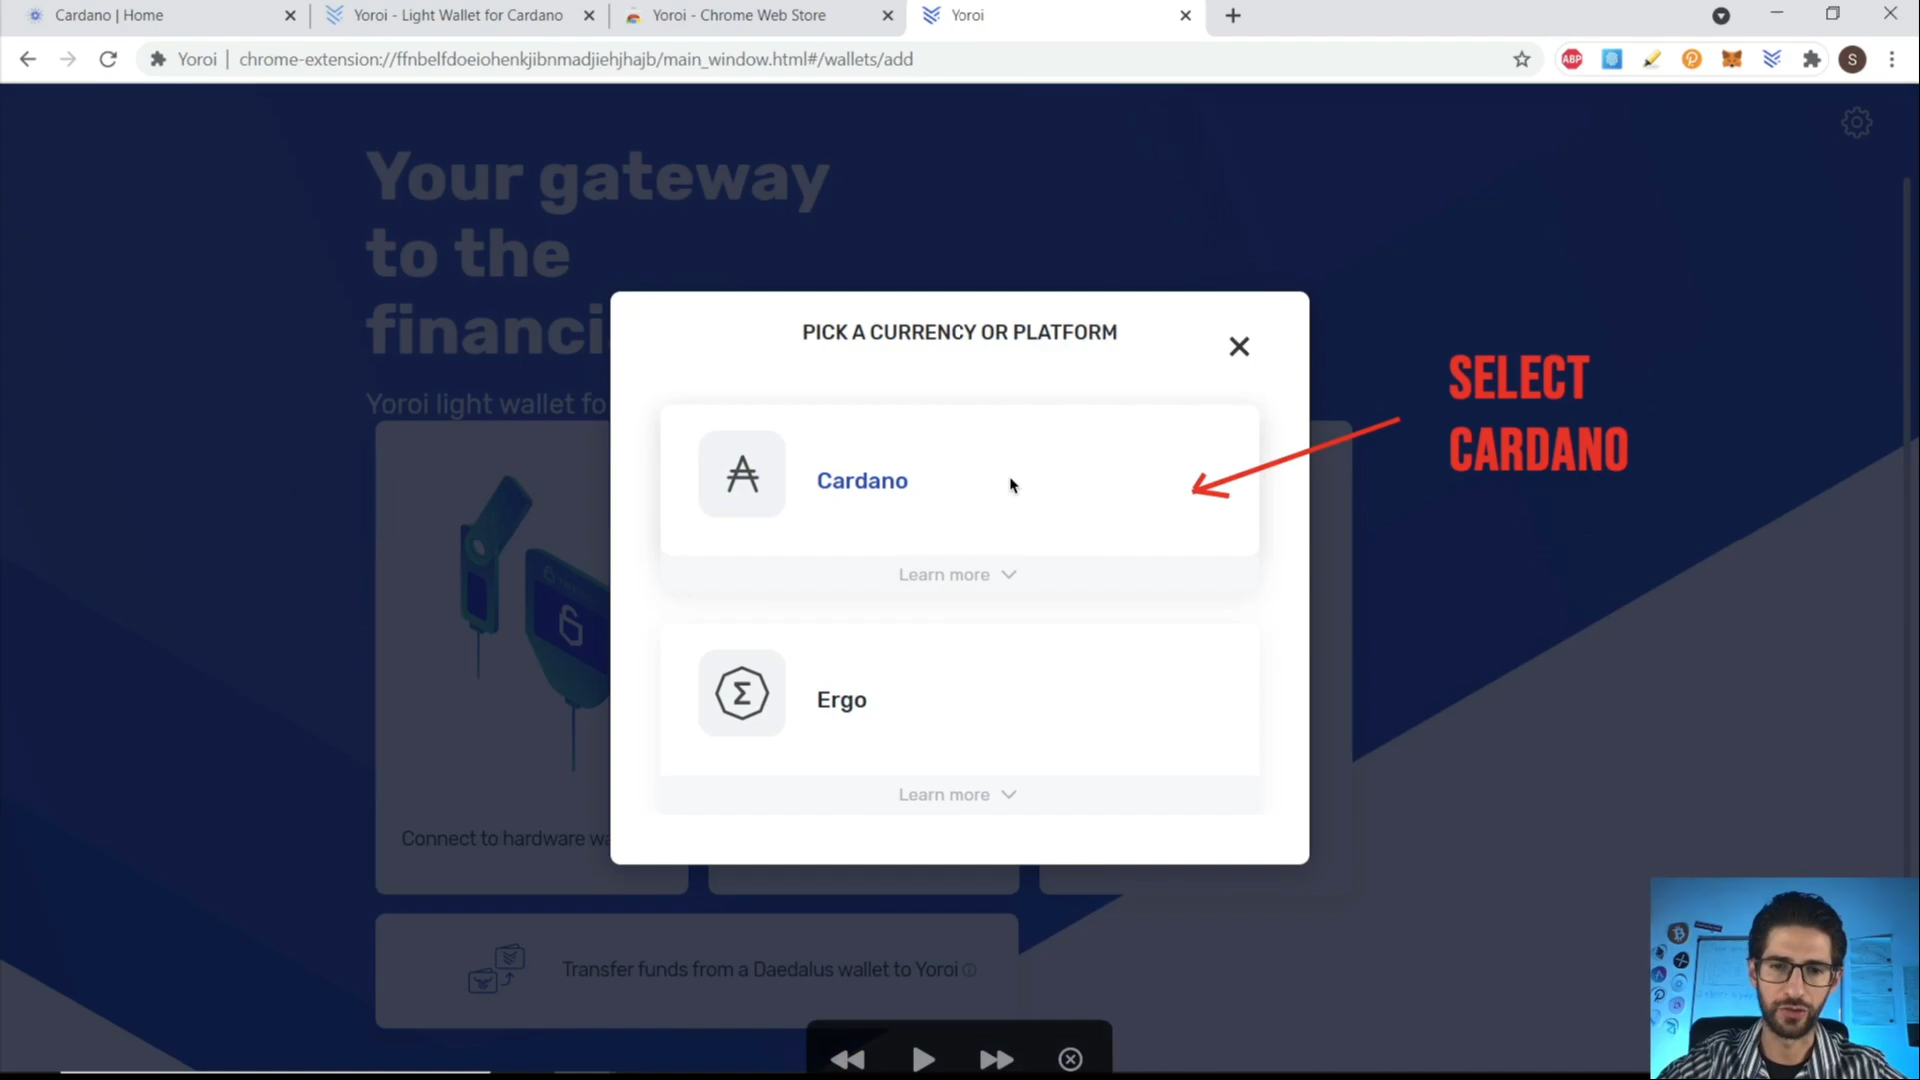 Cardano | Home
Yoroi - Light Wallet for Cardano
Yoroi - Chrome Web Store
Yoroi
Yoroi | chrome-extension://ffnbelfdoeiohenkjibnmadjiehjhajb/main_window.html#/wallets/add
ABP
S
Your gateway
to the
financi
Yoroi light wallet fo
PICK A CURRENCY OR PLATFORM
Cardano
Learn more
Ergo
Learn more
SELECT
CARDANO
Connect to hardware wa
Transfer funds from a Daedalus wallet to Yoroi